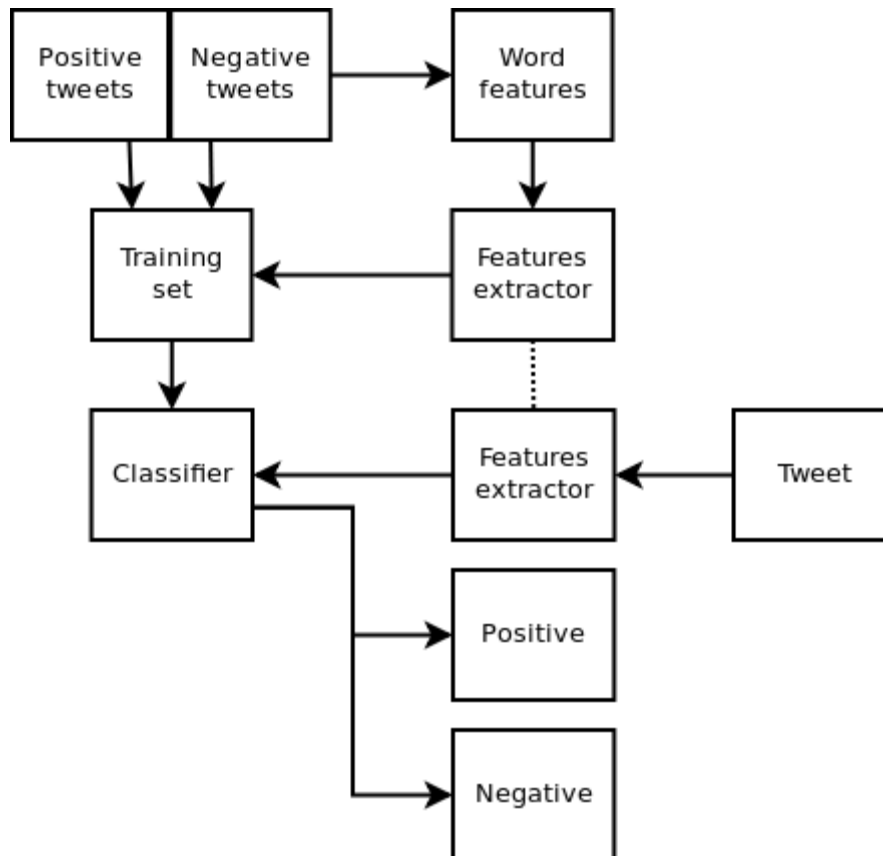 Positive
tweets
Negative
tweets
Word
features
Training
set
Features
extractor
Classifier
Features
extractor
Tweet
Positive
Negative